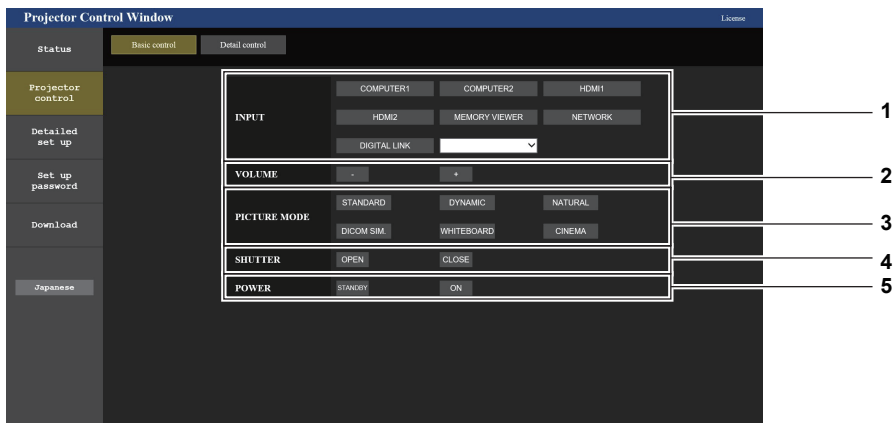 Projector Control Window License
Status
Basic control Detail control
Projector
control
Detailed
set up
Set up
password
Download
Japanese
INPUT
COMPUTER1 COMPUTER2 HDMI1
HDMI2 MEMORY VIEWER NETWORK
DIGITAL LINK
1
VOLUME - +
2
PICTURE MODE
STANDARD DYNAMIC NATURAL
DICOM SIM. WHITEBOARD CINEMA
3
SHUTTER OPEN CLOSE
4
POWER STANDBY ON
5